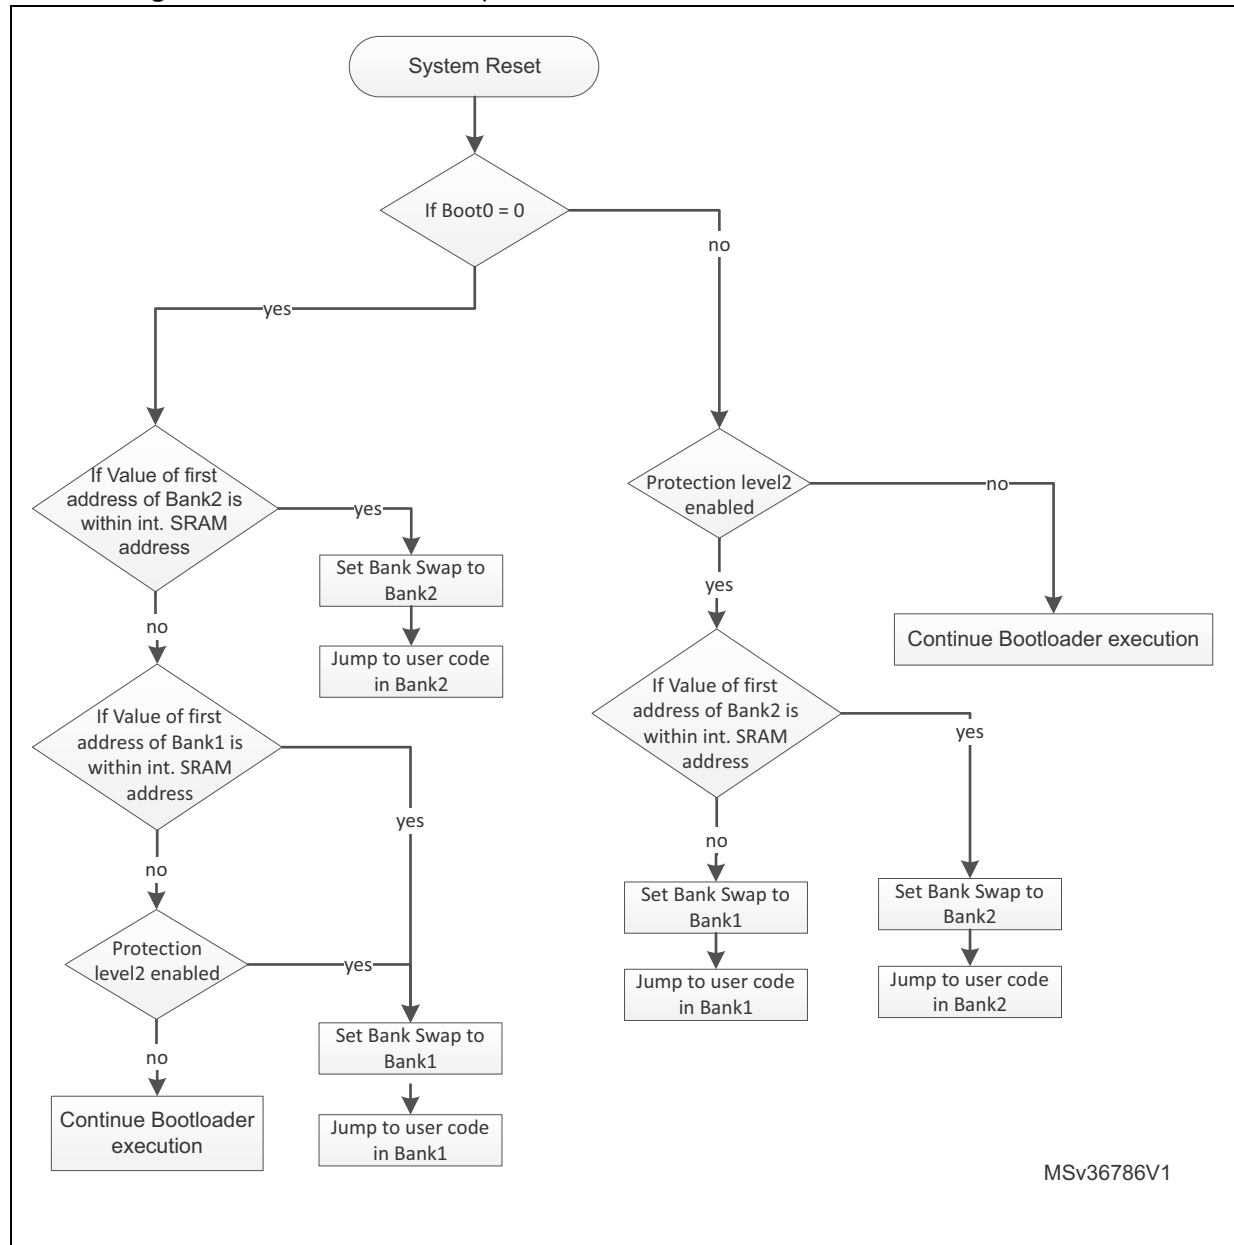 System Reset
If Boot0 = 0
no
yes
If Value of first
address of Bank2 is
within int. SRAM
address
yes
Set Bank Swap to
Bank2
Jump to user code
in Bank2
no
If Value of first
address of Bank1 is
within int. SRAM
address
yes
no
Protection
level2 enabled
yes
Set Bank Swap to
Bank1
Jump to user code
in Bank1
no
Continue Bootloader
execution
Protection level2
enabled
no
Continue Bootloader execution
yes
If Value of first
address of Bank2 is
within int. SRAM
address
yes
no
Set Bank Swap to
Bank1
Jump to user code
in Bank1
Set Bank Swap to
Bank2
Jump to user code
in Bank2
MSv36786V1